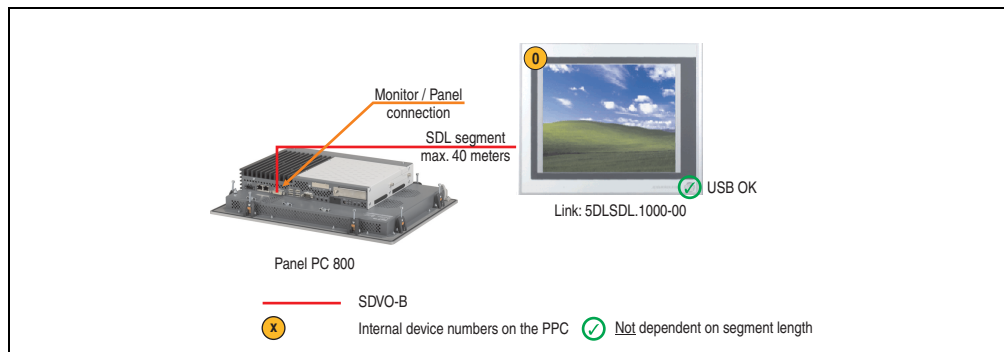 0
Monitor / Panel
connection
SDL segment
max. 40 meters
USB OK
Link: 5DLSDL.1000-00
Panel PC 800
SDVO-B
x Internal device numbers on the PPC Not dependent on segment length